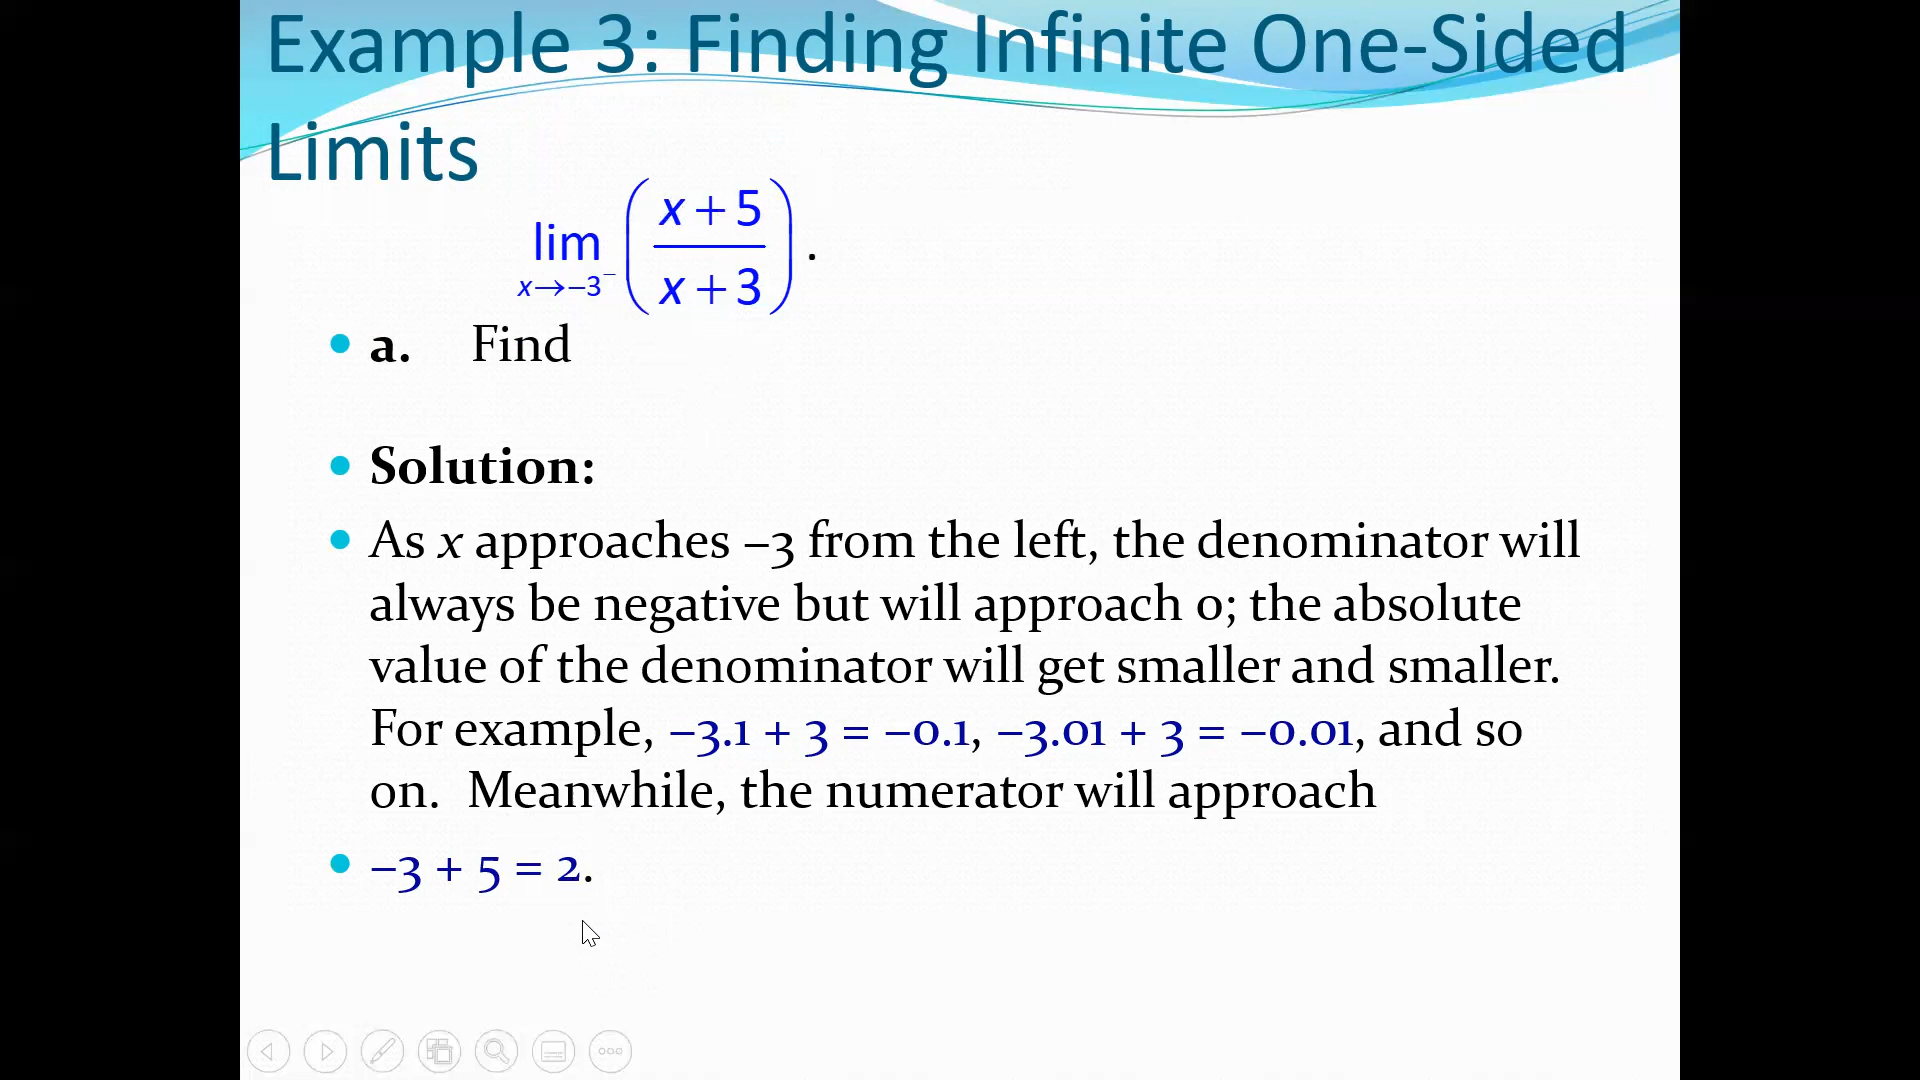 Example 3: Finding Infinite One-Sided
Limits
lim x→−3⁻ ( x + 5 / x + 3 ) .
• a. Find
• Solution:
• As x approaches –3 from the left, the denominator will
always be negative but will approach 0; the absolute
value of the denominator will get smaller and smaller.
For example, –3.1 + 3 = –0.1, –3.01 + 3 = –0.01, and so
on. Meanwhile, the numerator will approach
• –3 + 5 = 2.